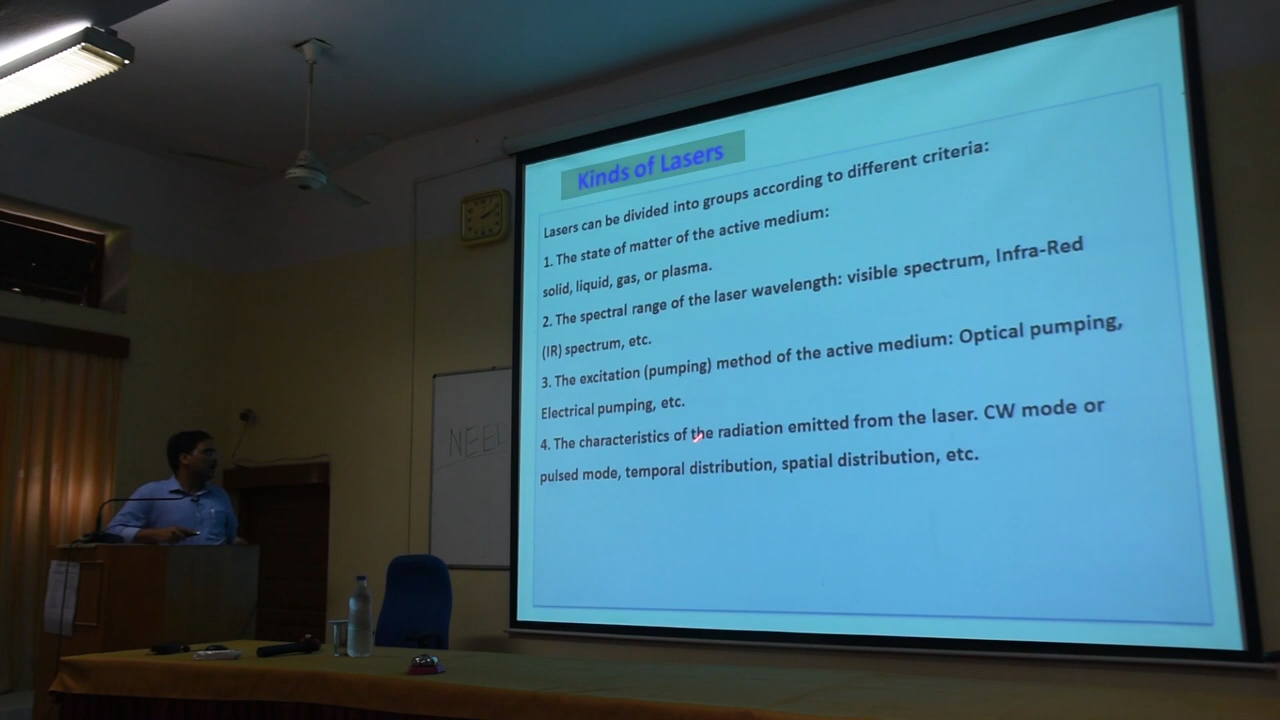 Kinds of Lasers
Lasers can be divided into groups according to different criteria:
1. The state of matter of the active medium:
solid, liquid, gas, or plasma.
2. The spectral range of the laser wavelength: visible spectrum, Infra-Red
(IR) spectrum, etc.
3. The excitation (pumping) method of the active medium: Optical pumping,
Electrical pumping, etc.
4. The characteristics of the radiation emitted from the laser. CW mode or
pulsed mode, temporal distribution, spatial distribution, etc.
NEEL